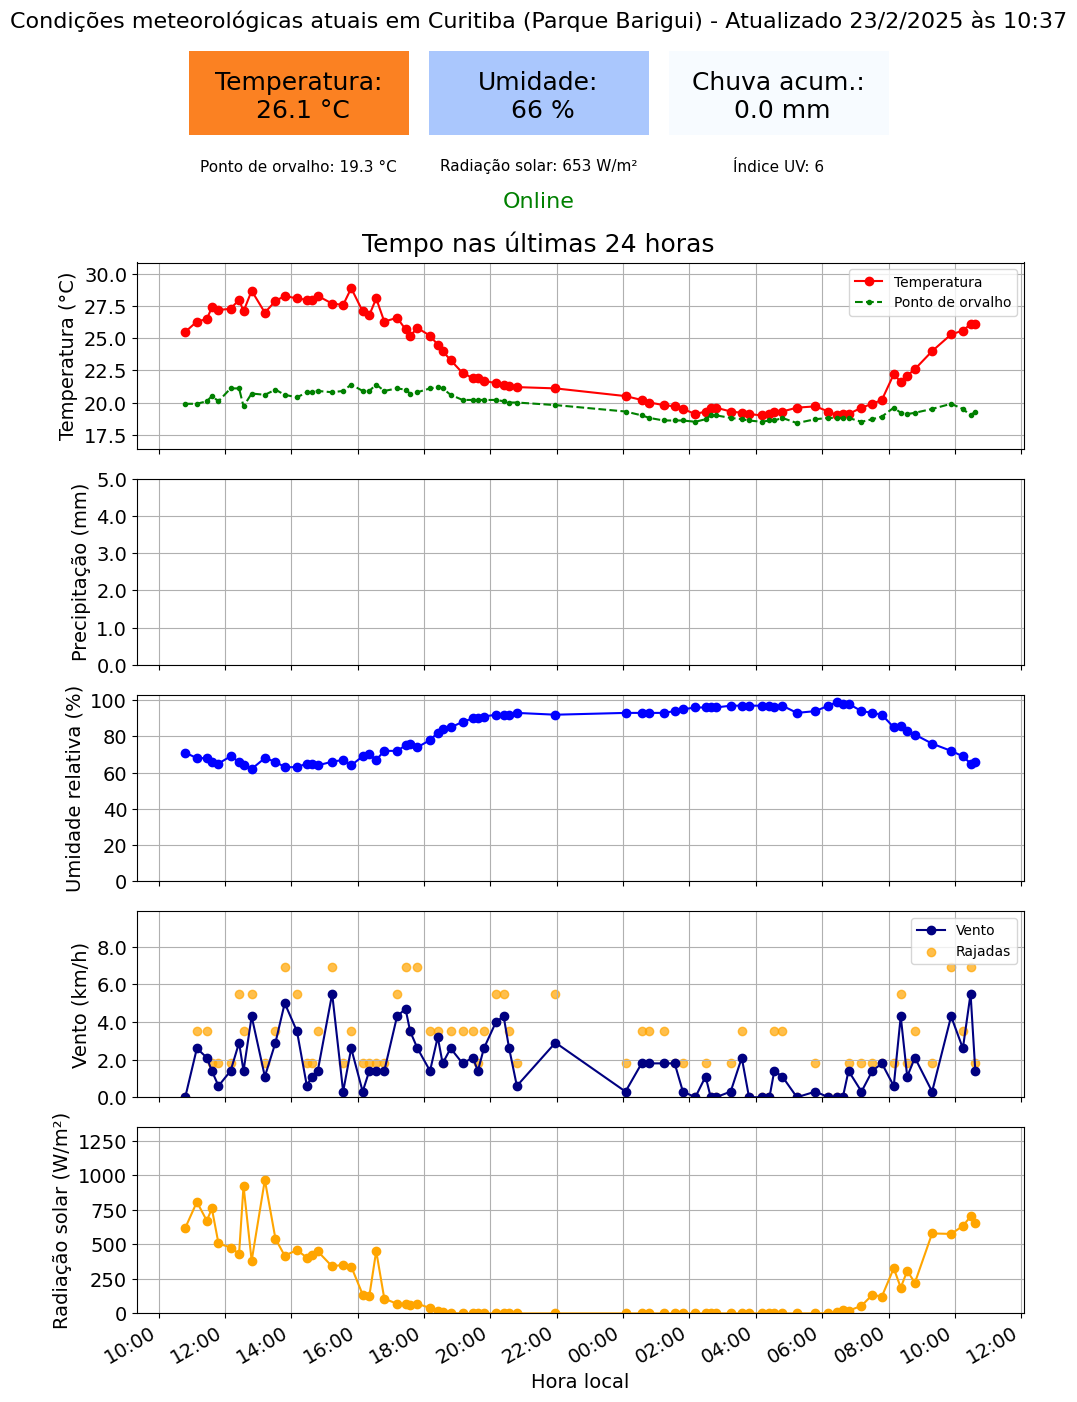 Condições meteorológicas atuais em Curitiba (Parque Barigui) - Atualizado 23/2/2025 às 10:37
Temperatura:
26.1 °C
Umidade:
66 %
Chuva acum.:
0.0 mm
Ponto de orvalho: 19.3 °C
Radiação solar: 653 W/m²
Índice UV: 6
Online
Tempo nas últimas 24 horas
Temperatura (°C)
30.0
27.5
25.0
22.5
20.0
17.5
Temperatura
Ponto de orvalho
Precipitação (mm)
5.0
4.0
3.0
2.0
1.0
0.0
Umidade relativa (%)
100
80
60
40
20
0
Vento (km/h)
8.0
6.0
4.0
2.0
0.0
Vento
Rajadas
Radiação solar (W/m²)
1250
1000
750
500
250
0
10:00
12:00
14:00
16:00
18:00
20:00
22:00
00:00
02:00
04:00
06:00
08:00
10:00
12:00
Hora local